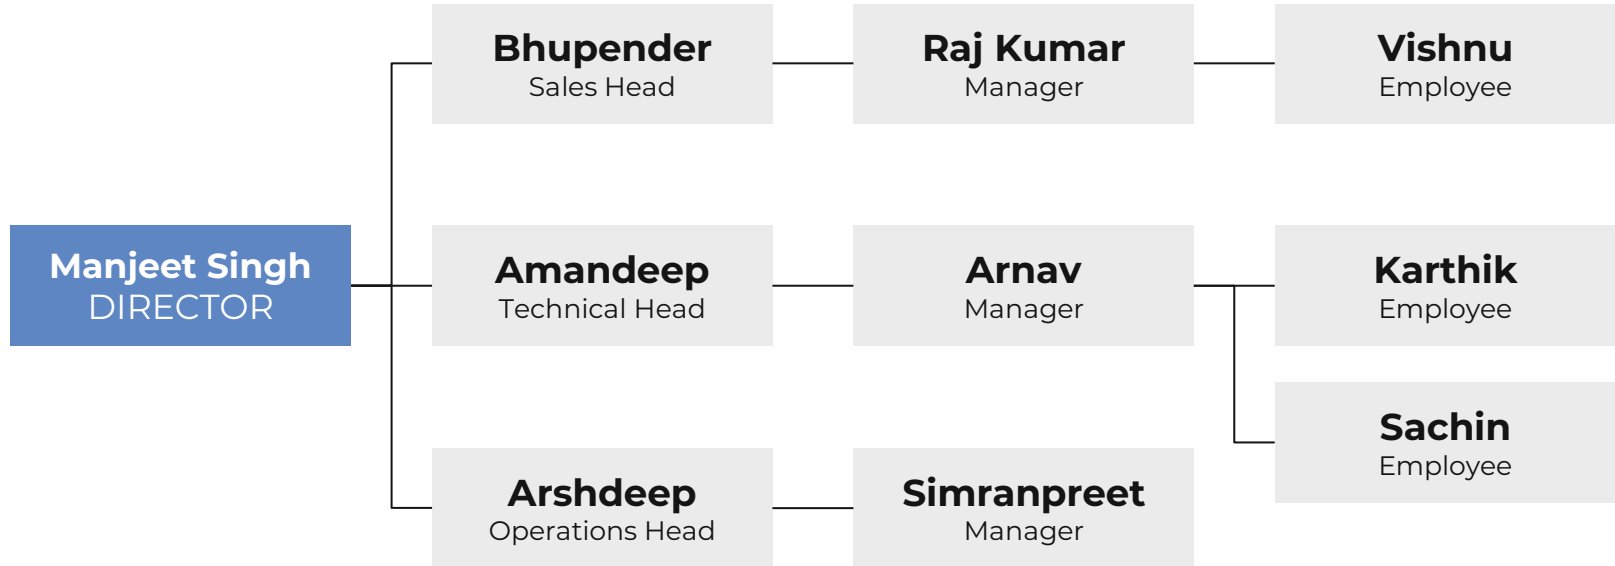 Bhupender
Sales Head
Raj Kumar
Manager
Vishnu
Employee
Manjeet Singh
DIRECTOR
Amandeep
Technical Head
Arnav
Manager
Karthik
Employee
Sachin
Employee
Arshdeep
Operations Head
Simranpreet
Manager